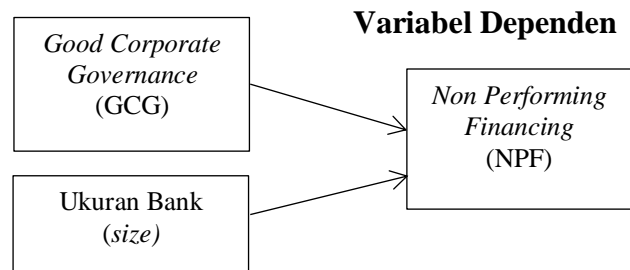 Variabel Dependen
Good Corporate
Governance
(GCG)
Non Performing
Financing
(NPF)
Ukuran Bank
(size)